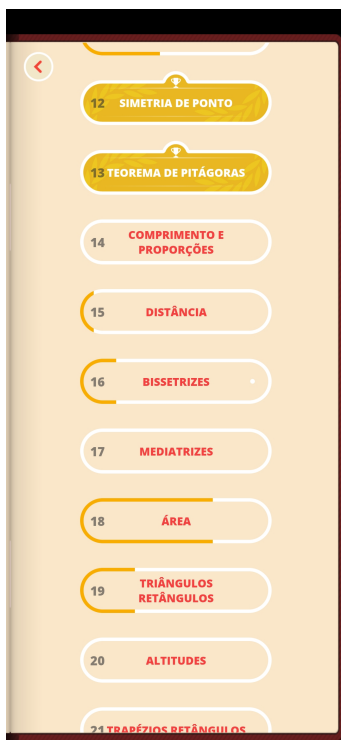 12 SIMETRIA DE PONTO
13 TEOREMA DE PITÁGORAS
14 COMPRIMENTO E
PROPORÇÕES
15 DISTÂNCIA
16 BISSETRIZES
17 MEDIATRIZES
18 ÁREA
19 TRIÂNGULOS
RETÂNGULOS
20 ALTITUDES
21 TRAPÉZIOS RETÂNGULOS